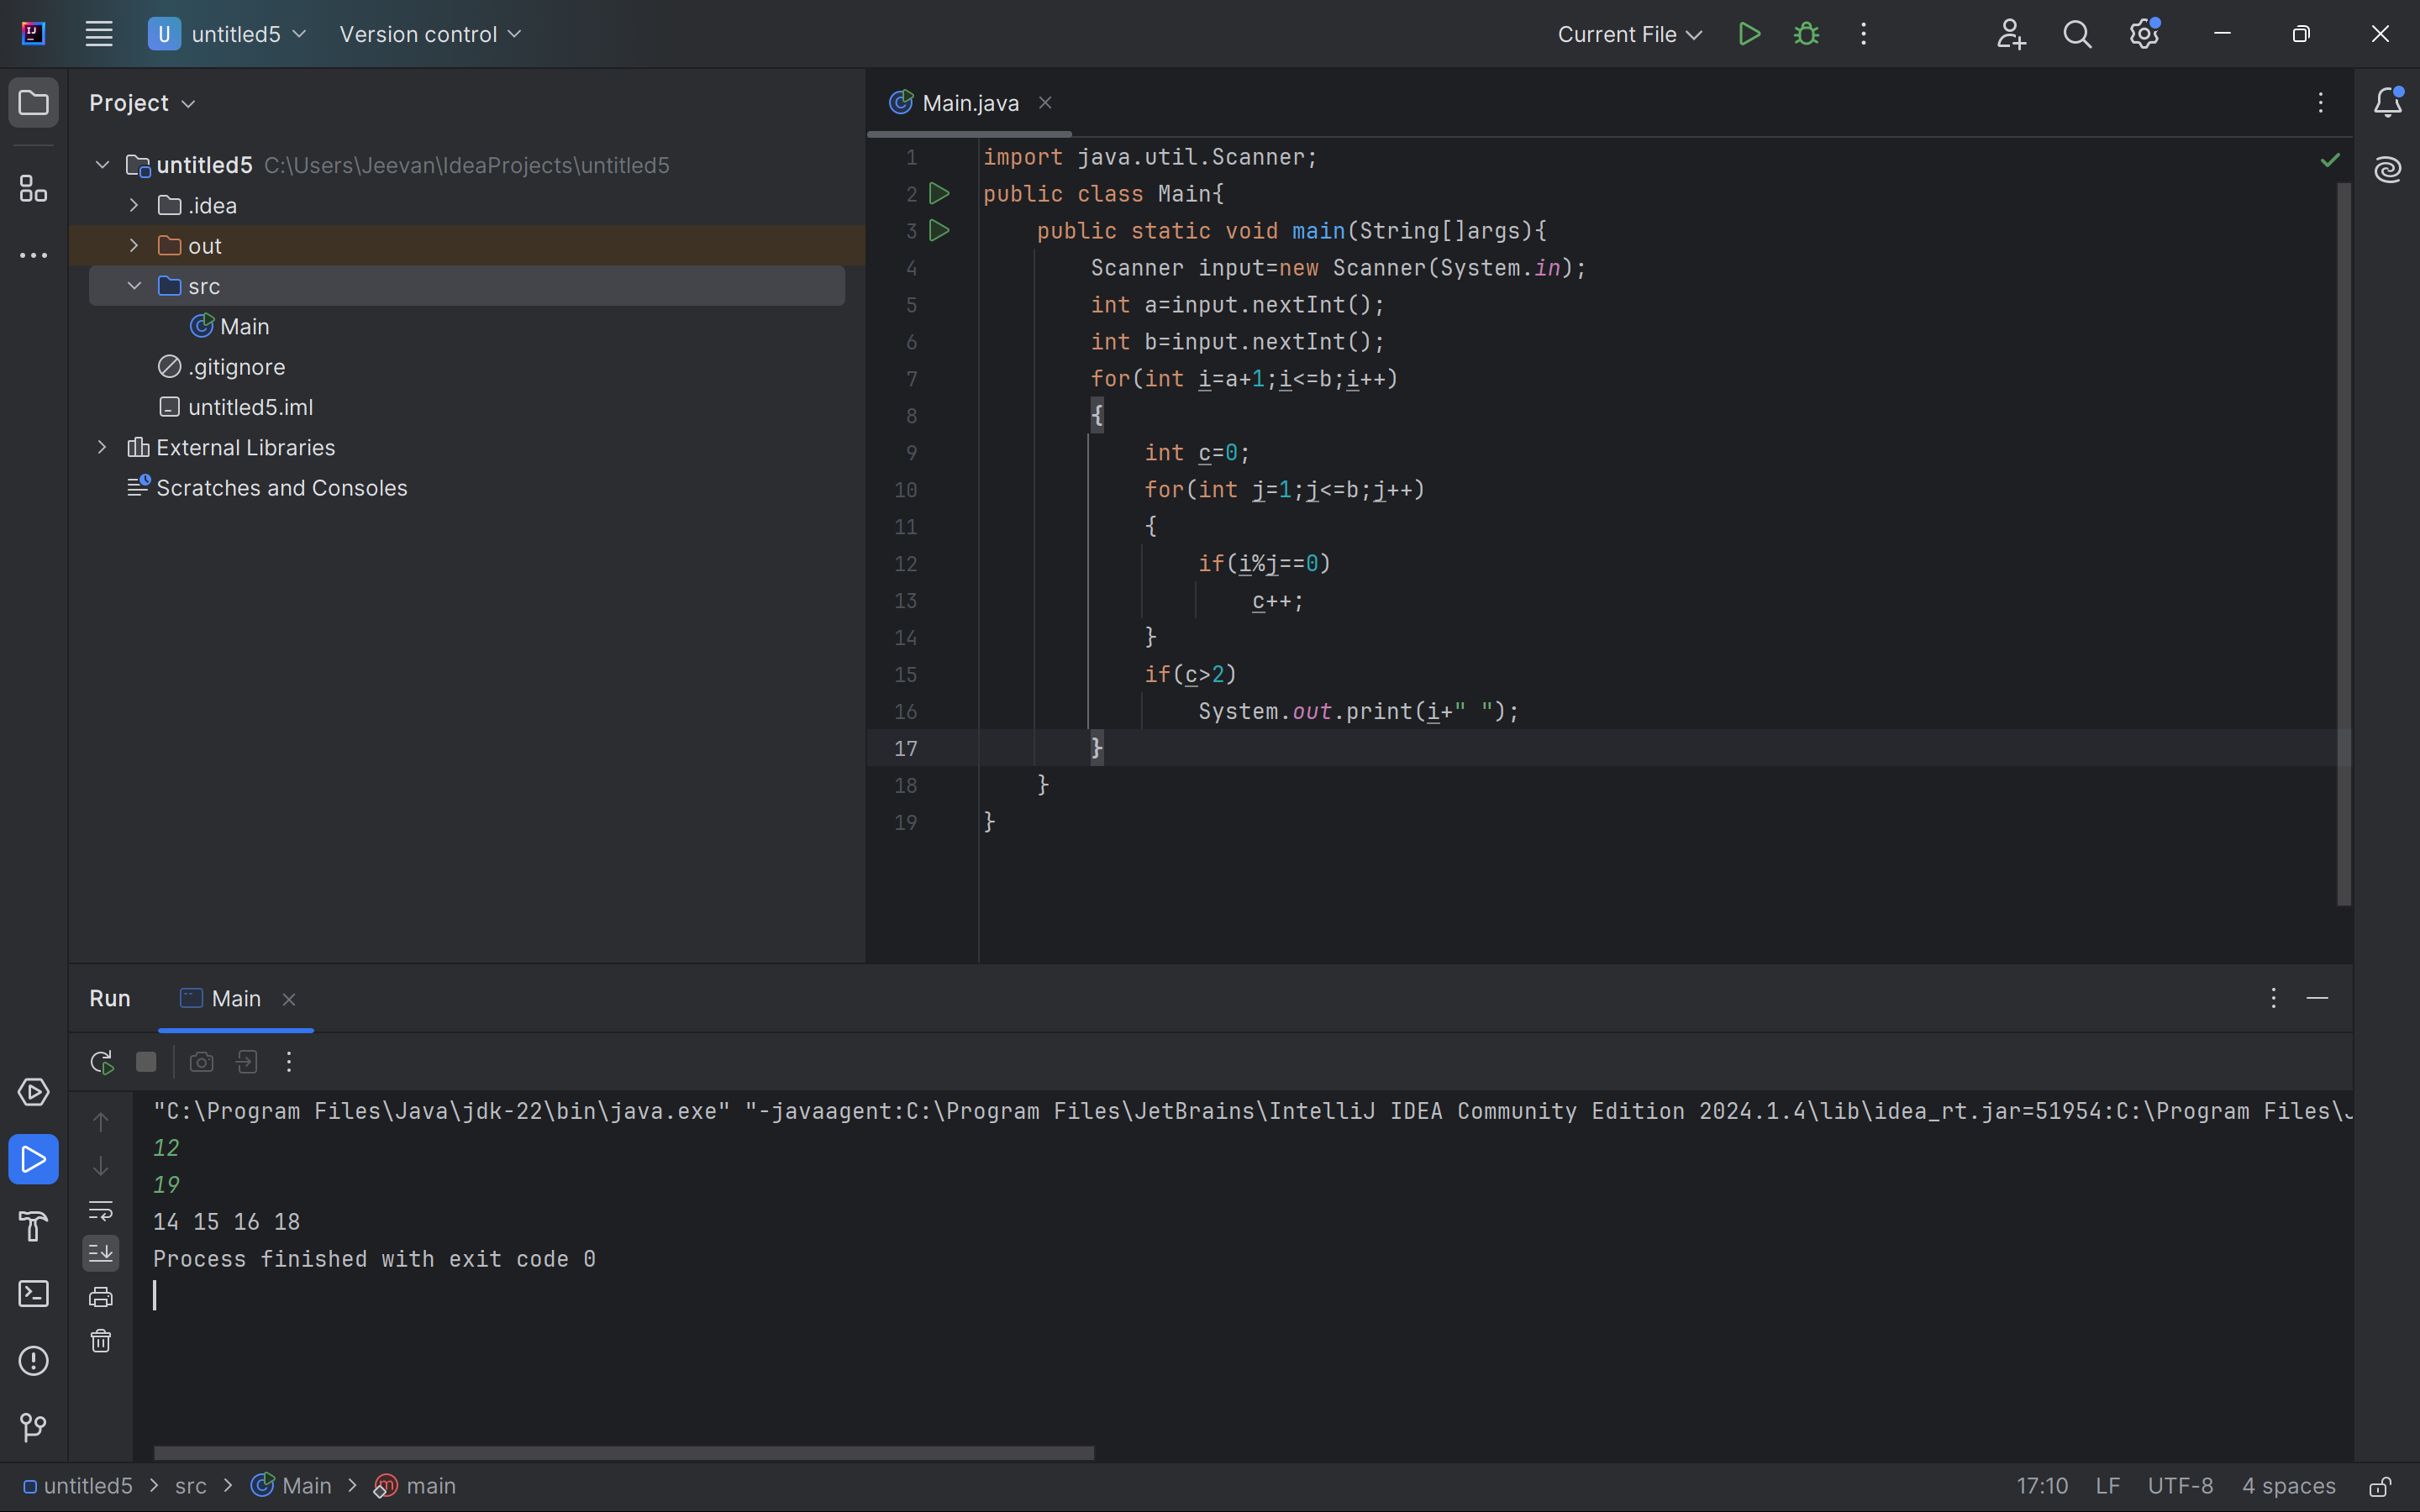 U untitled5 Version control Current File
Project
untitled5 C:\Users\Jeevan\IdeaProjects\untitled5
.idea
out
src
Main
.gitignore
untitled5.iml
External Libraries
Scratches and Consoles
Main.java
1 import java.util.Scanner;
2 public class Main{
3 public static void main(String[]args){
4 Scanner input=new Scanner(System.in);
5 int a=input.nextInt();
6 int b=input.nextInt();
7 for(int i=a+1;i<=b;i++)
8 {
9 int c=0;
10 for(int j=1;j<=b;j++)
11 {
12 if(i%j==0)
13 c++;
14 }
15 if(c>2)
16 System.out.print(i+" ");
17 }
18 }
19 }
Run Main
"C:\Program Files\Java\jdk-22\bin\java.exe" "-javaagent:C:\Program Files\JetBrains\IntelliJ IDEA Community Edition 2024.1.4\lib\idea_rt.jar=51954:C:\Program Files\J
12
19
14 15 16 18
Process finished with exit code 0
untitled5 > src > Main > main 17:10 LF UTF-8 4 spaces